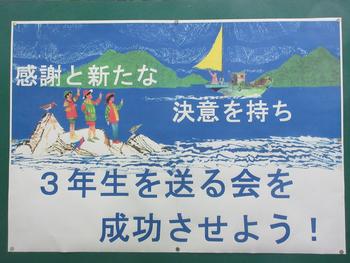 感謝と新たな
決意を持ち
３年生を送る会を
成功させよう！